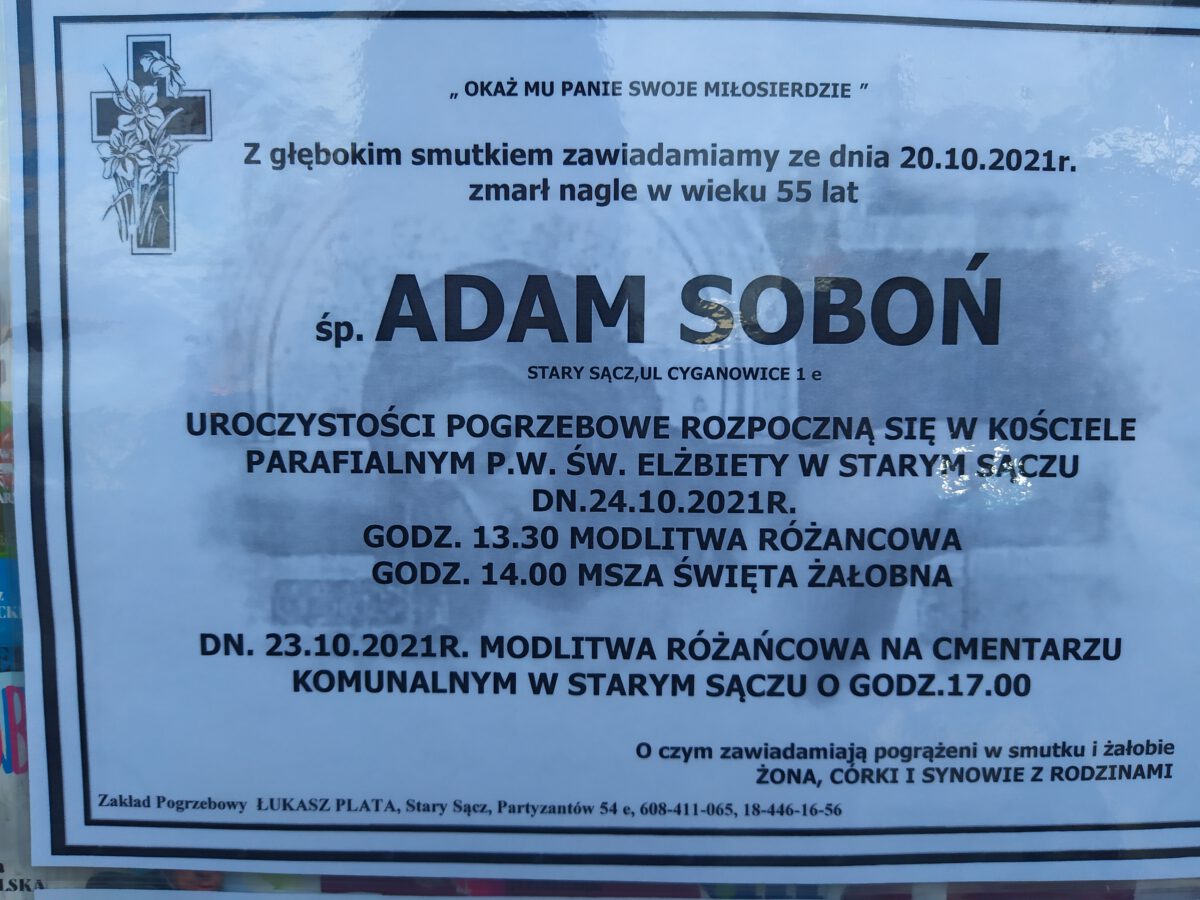 „ OKAŻ MU PANIE SWOJE MIŁOSIERDZIE ”
Z głębokim smutkiem zawiadamiamy ze dnia 20.10.2021r.
zmarł nagle w wieku 55 lat
śp. ADAM SOBOŃ
STARY SĄCZ,UL CYGANOWICE 1 e
UROCZYSTOŚCI POGRZEBOWE ROZPOCZNĄ SIĘ W K0ŚCIELE
PARAFIALNYM P.W. ŚW. ELŻBIETY W STARYM SĄCZU
DN.24.10.2021R.
GODZ. 13.30 MODLITWA RÓŻANCOWA
GODZ. 14.00 MSZA ŚWIĘTA ŻAŁOBNA
DN. 23.10.2021R. MODLITWA RÓŻAŃCOWA NA CMENTARZU
KOMUNALNYM W STARYM SĄCZU O GODZ.17.00
O czym zawiadamiają pogrążeni w smutku i żałobie
ŻONA, CÓRKI I SYNOWIE Z RODZINAMI
Zakład Pogrzebowy ŁUKASZ PLATA, Stary Sącz, Partyzantów 54 e, 608-411-065, 18-446-16-56